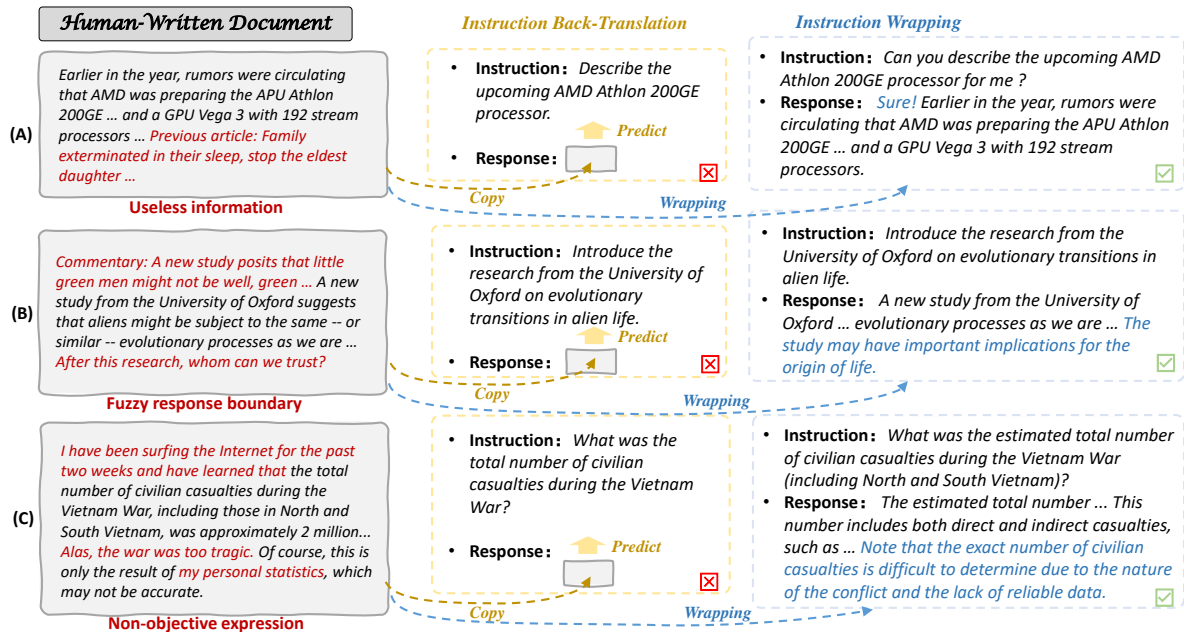 Human-Written Document
Instruction Back-Translation
Instruction Wrapping
(A)
Earlier in the year, rumors were circulating
that AMD was preparing the APU Athlon
200GE ... and a GPU Vega 3 with 192 stream
processors ... Previous article: Family
exterminated in their sleep, stop the eldest
daughter ...
Useless information
• Instruction: Describe the
upcoming AMD Athlon 200GE
processor.
Predict
• Response:
Copy
Wrapping
• Instruction: Can you describe the upcoming AMD
Athlon 200GE processor for me ?
• Response: Sure! Earlier in the year, rumors were
circulating that AMD was preparing the APU Athlon
200GE ... and a GPU Vega 3 with 192 stream
processors.
(B)
Commentary: A new study posits that little
green men might not be well, green ... A new
study from the University of Oxford suggests
that aliens might be subject to the same -- or
similar -- evolutionary processes as we are ...
After this research, whom can we trust?
Fuzzy response boundary
• Instruction: Introduce the
research from the University of
Oxford on evolutionary
transitions in alien life.
Predict
• Response:
Copy
Wrapping
• Instruction: Introduce the research from the
University of Oxford on evolutionary transitions in
alien life.
• Response: A new study from the University of
Oxford ... evolutionary processes as we are ... The
study may have important implications for the
origin of life.
(C)
I have been surfing the Internet for the past
two weeks and have learned that the total
number of civilian casualties during the
Vietnam War, including those in North and
South Vietnam, was approximately 2 million...
Alas, the war was too tragic. Of course, this is
only the result of my personal statistics, which
may not be accurate.
Non-objective expression
• Instruction: What was the
total number of civilian
casualties during the Vietnam
War?
• Response:
Predict
Copy
Wrapping
• Instruction: What was the estimated total number
of civilian casualties during the Vietnam War
(including North and South Vietnam)?
• Response: The estimated total number ... This
number includes both direct and indirect casualties,
such as ... Note that the exact number of civilian
casualties is difficult to determine due to the nature
of the conflict and the lack of reliable data.